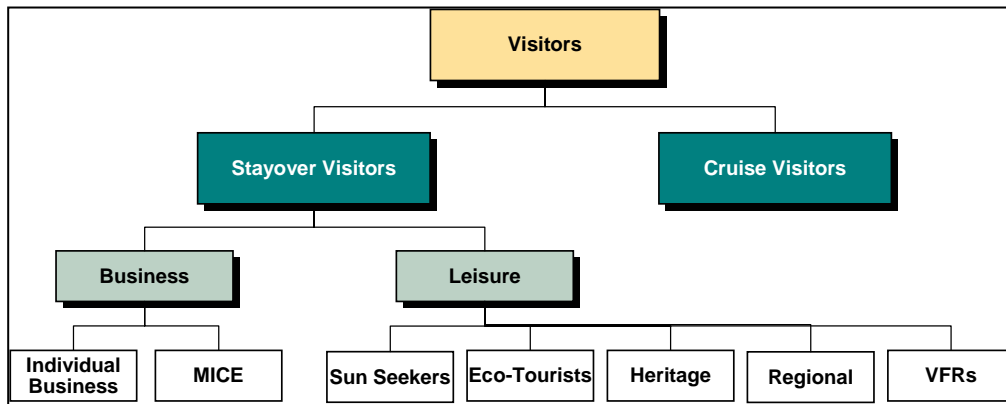 Visitors
Stayover Visitors
Cruise Visitors
Business
Leisure
Individual
Business
MICE
Sun Seekers
Eco-Tourists
Heritage
Regional
VFRs